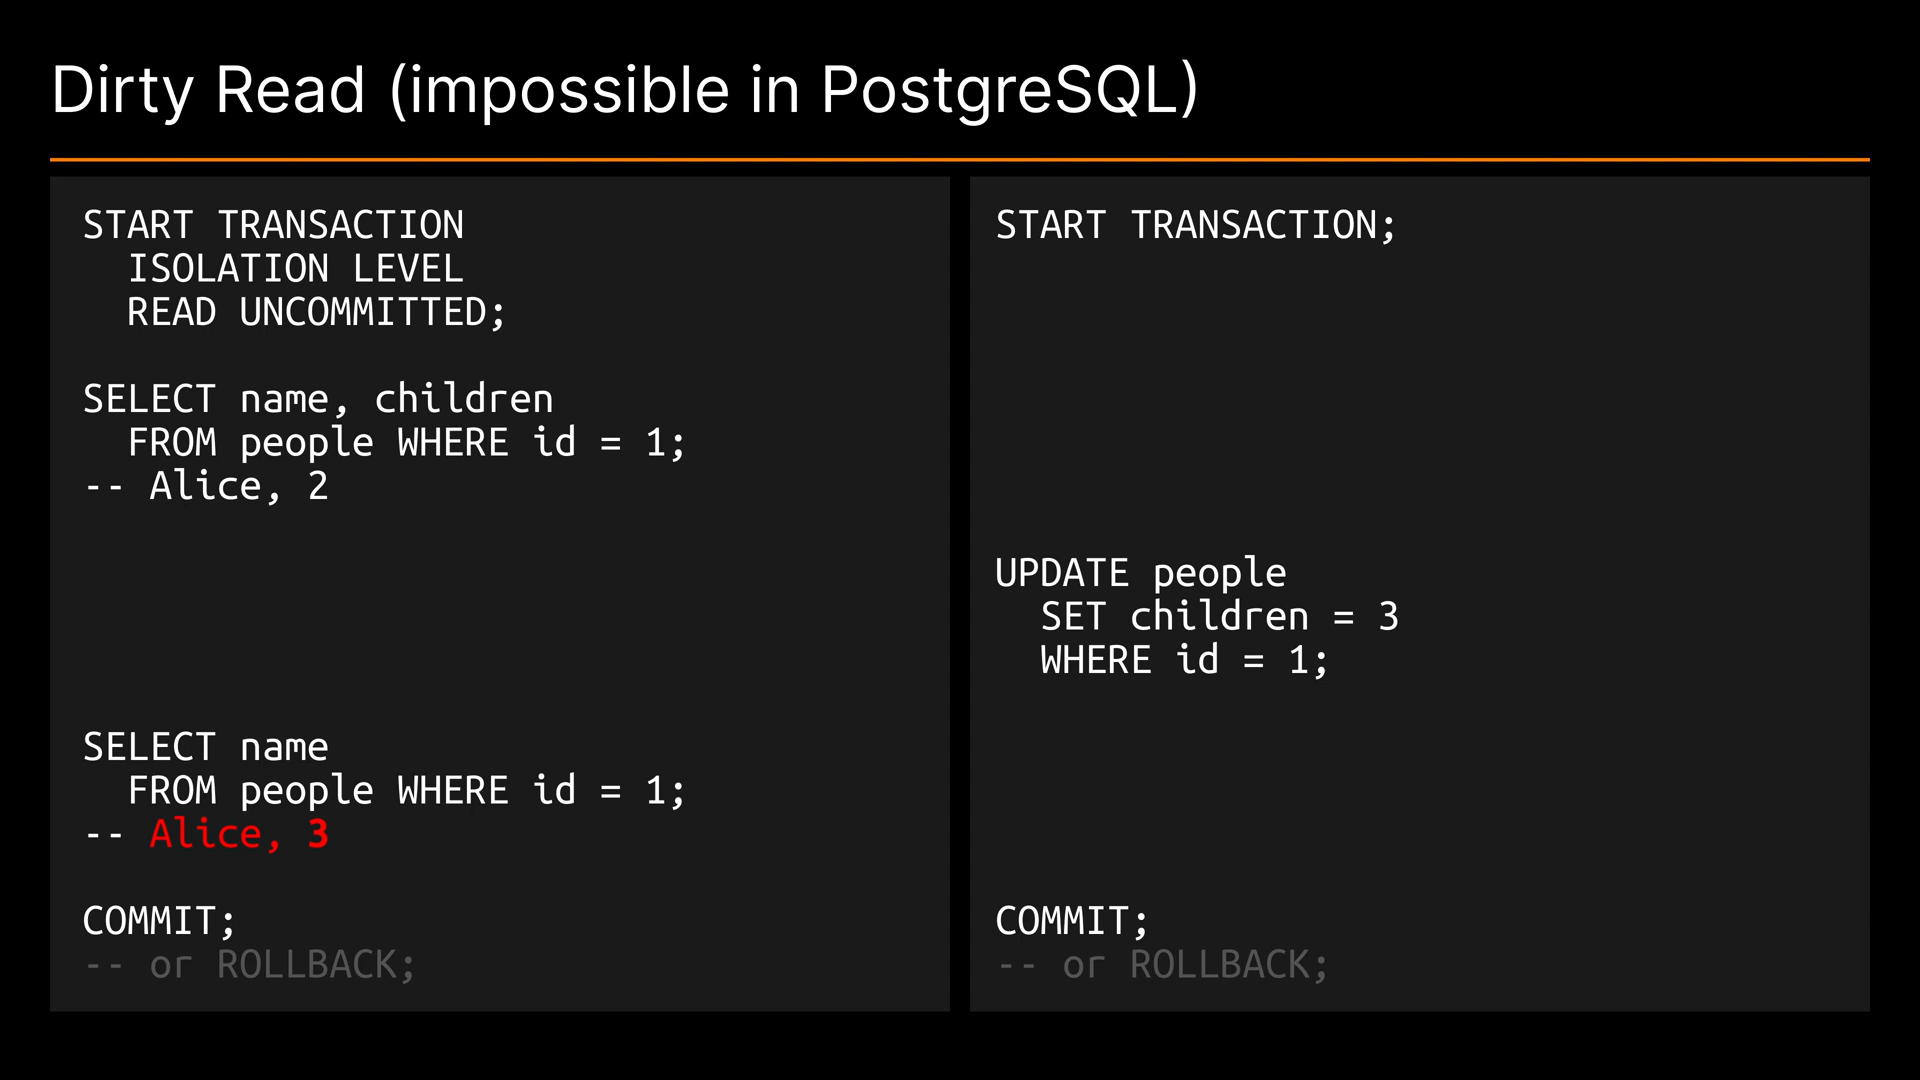 Dirty Read (impossible in PostgreSQL)
START TRANSACTION
  ISOLATION LEVEL
  READ UNCOMMITTED;
SELECT name, children
  FROM people WHERE id = 1;
-- Alice, 2
SELECT name
  FROM people WHERE id = 1;
-- Alice, 3
COMMIT;
-- or ROLLBACK;
START TRANSACTION;
UPDATE people
  SET children = 3
  WHERE id = 1;
COMMIT;
-- or ROLLBACK;